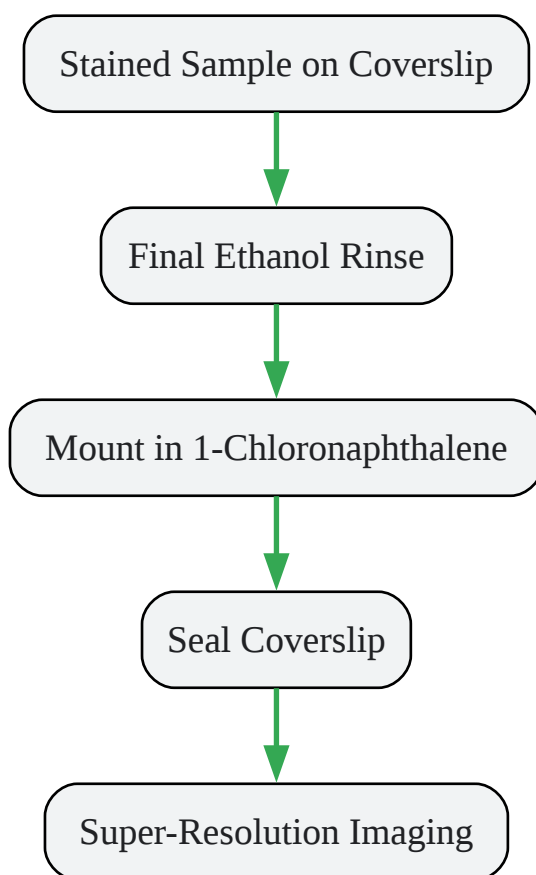 Stained Sample on Coverslip
Final Ethanol Rinse
Mount in 1-Chloronaphthalene
Seal Coverslip
Super-Resolution Imaging